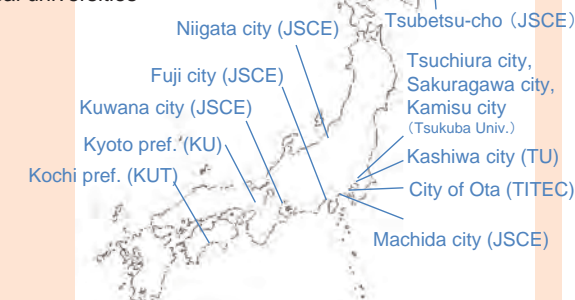 Niigata city (JSCE)
Fuji city (JSCE)
Kuwana city (JSCE)
Kyoto pref. (KU)
Kochi pref. (KUT)
Tsubetsu-cho（JSCE）
Tsuchiura city,
Sakuragawa city,
Kamisu city
（Tsukuba Univ.）
Kashiwa city (TU)
City of Ota (TITEC)
Machida city (JSCE)